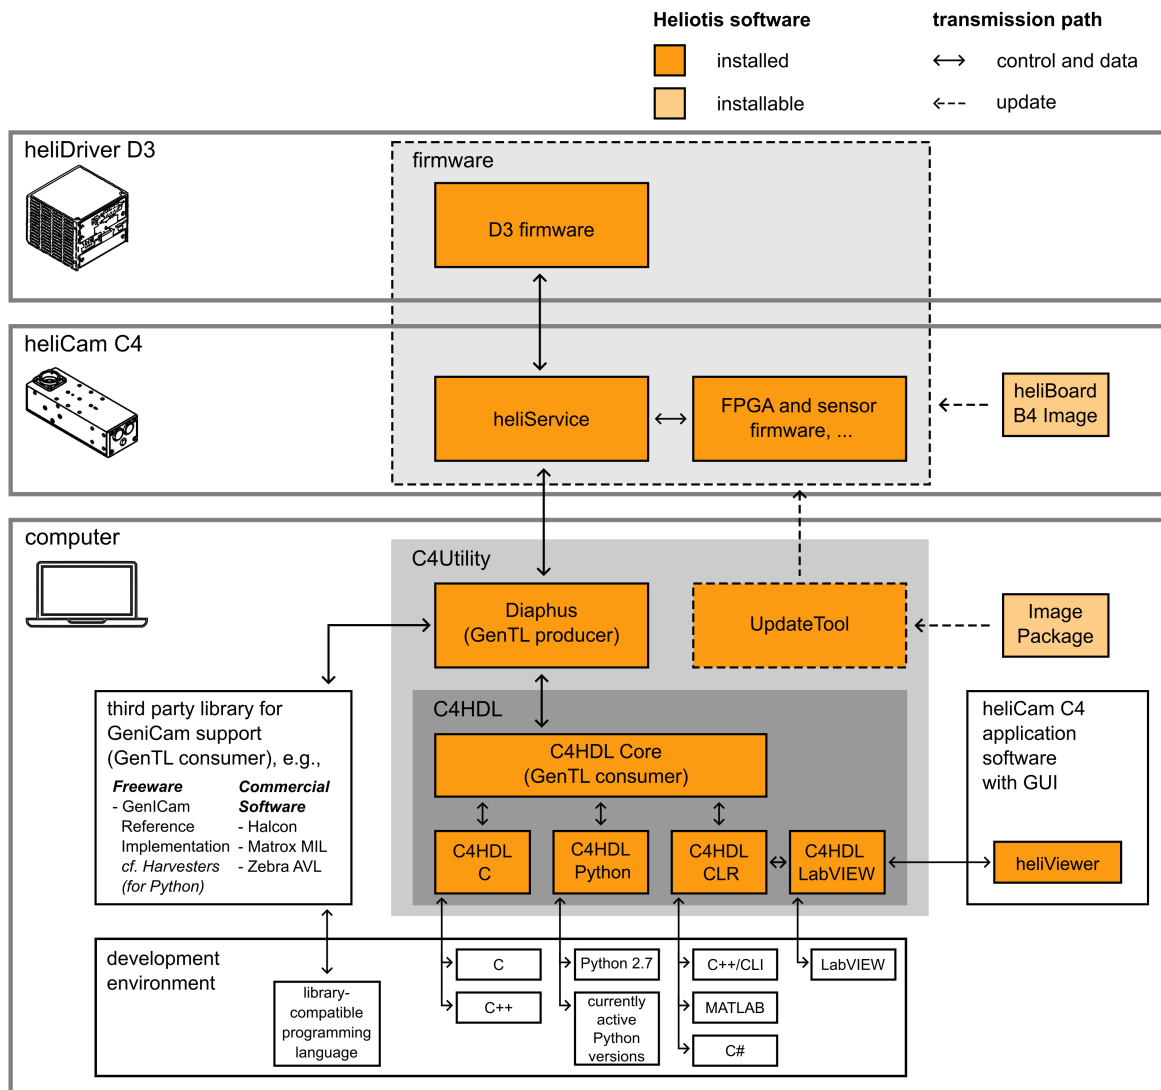 Heliotis software
transmission path
installed
control and data
installable
update
heliDriver D3
firmware
D3 firmware
heliCam C4
heliService
FPGA and sensor
firmware, ...
heliBoard
B4 Image
computer
C4Utility
Diaphus
(GenTL producer)
UpdateTool
Image
Package
third party library for
GeniCam support
(GenTL consumer), e.g.,
Freeware
- GenICam
Reference
Implementation
cf. Harvesters
(for Python)
Commercial
Software
- Halcon
- Matrox MIL
- Zebra AVL
C4HDL
C4HDL Core
(GenTL consumer)
C4HDL
C
C4HDL
Python
C4HDL
CLR
C4HDL
LabVIEW
heliCam C4
application
software
with GUI
heliViewer
development
environment
library-
compatible
programming
language
C
C++
Python 2.7
currently
active
Python
versions
C++/CLI
MATLAB
C#
LabVIEW